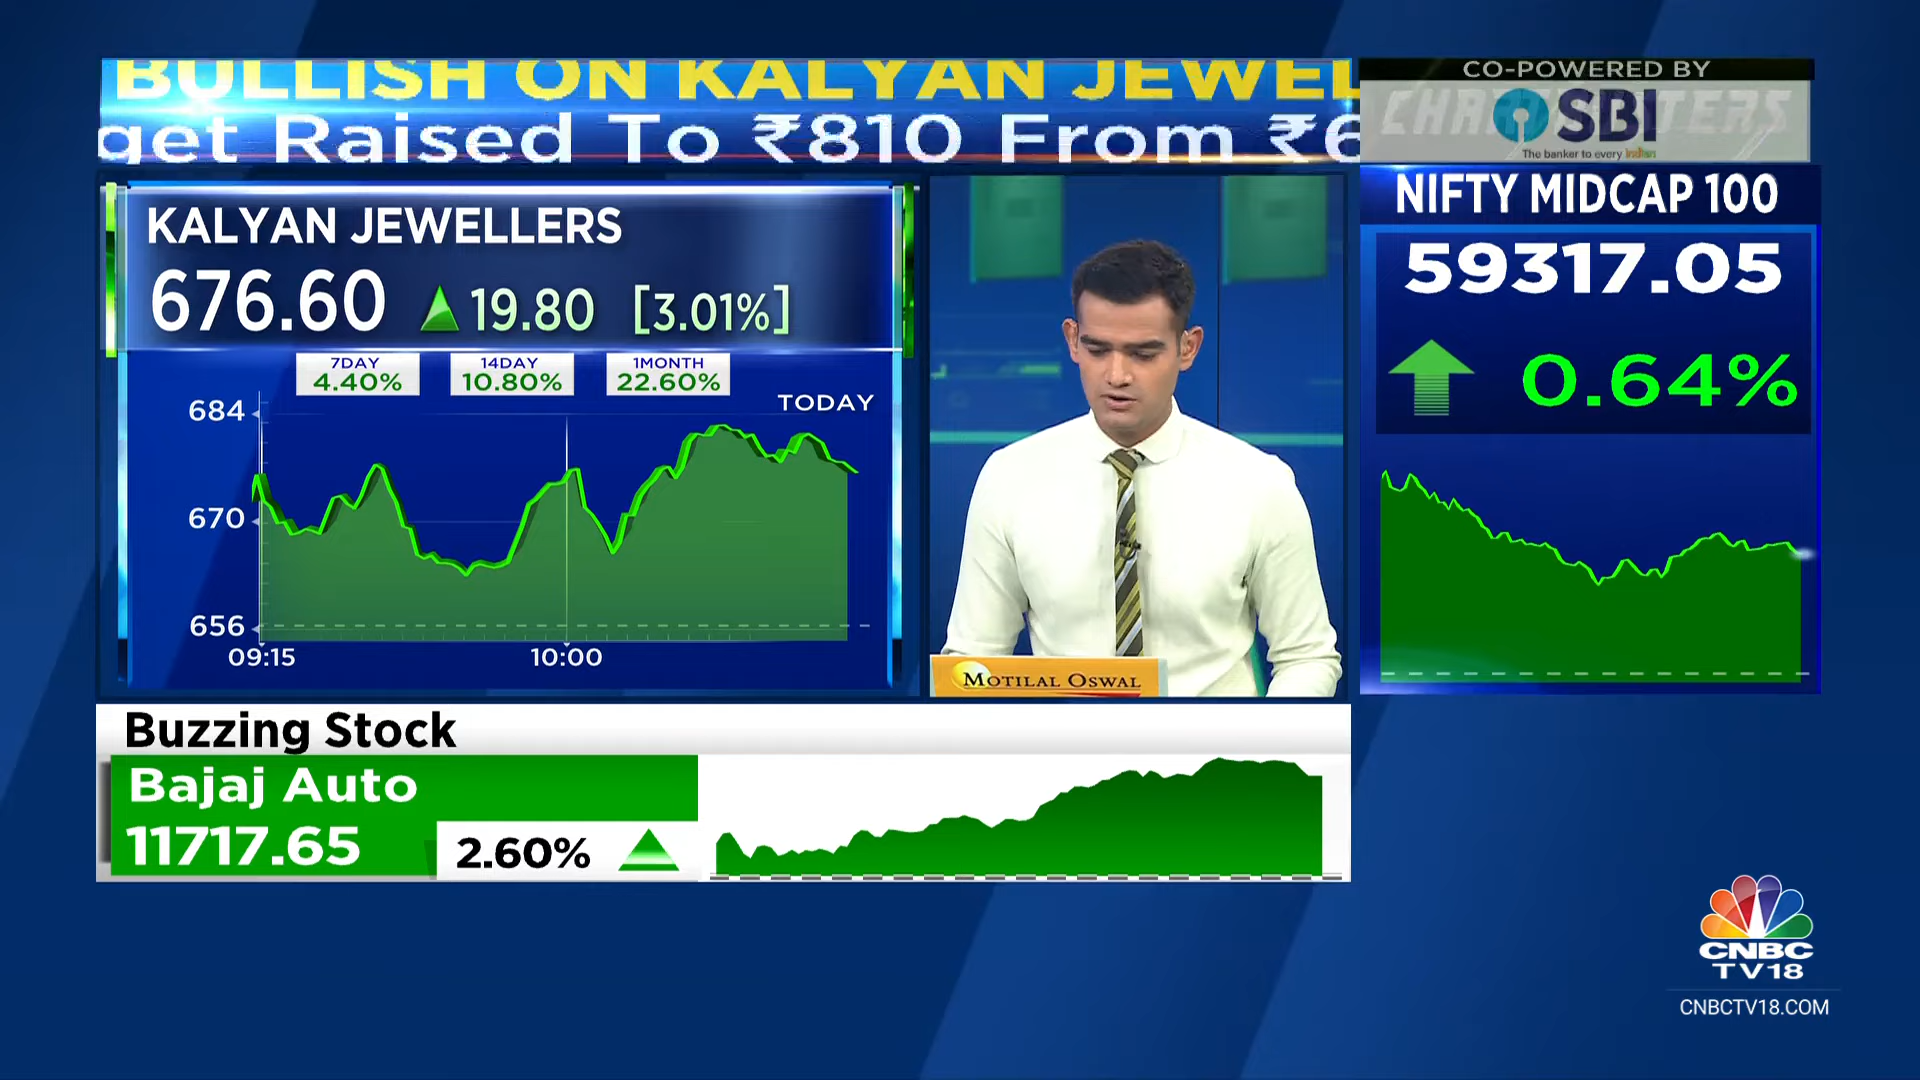 BULLISH ON KALYAN JEWEL
get Raised To ₹810 From ₹6
CO-POWERED BY
SBI
The banker to every Indian
NIFTY MIDCAP 100
59317.05
0.64%
KALYAN JEWELLERS
676.60 19.80 [3.01%]
7DAY
4.40%
14DAY
10.80%
1MONTH
22.60%
TODAY
684
670
656
09:15 10:00
MOTILAL OSWAL
Buzzing Stock
Bajaj Auto
11717.65
2.60%
CNBC
TV18
CNBCTV18.COM